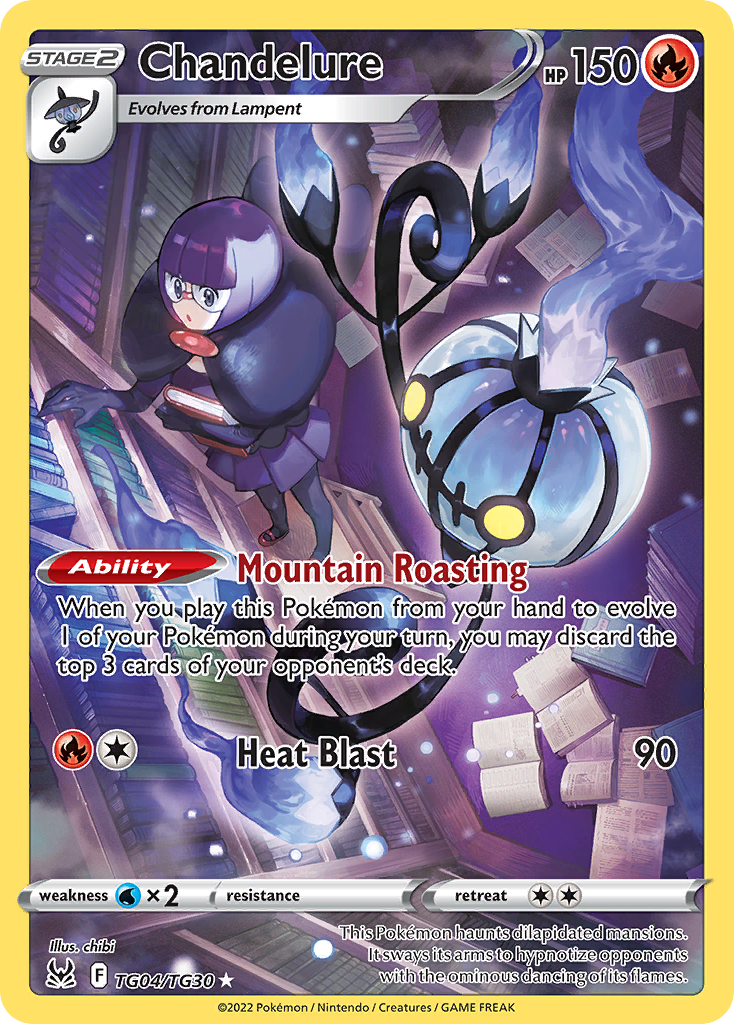 STAGE 2
Chandelure
HP 150
Evolves from Lampent
Ability
Mountain Roasting
When you play this Pokémon from your hand to evolve
1 of your Pokémon during your turn, you may discard the
top 3 cards of your opponent's deck.
Heat Blast 90
weakness ×2 resistance retreat
This Pokémon haunts dilapidated mansions.
It sways its arms to hypnotize opponents
with the ominous dancing of its flames.
Illus. chibi
F TG04/TG30 ★
©2022 Pokémon / Nintendo / Creatures / GAME FREAK